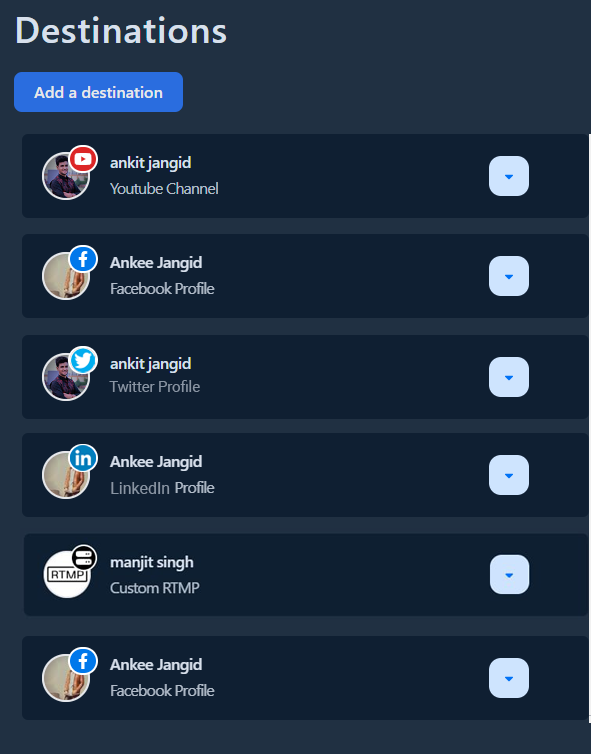 Destinations
Add a destination
ankit jangid
Youtube Channel
Ankee Jangid
Facebook Profile
ankit jangid
Twitter Profile
Ankee Jangid
LinkedIn Profile
RTMP
manjit singh
Custom RTMP
Ankee Jangid
Facebook Profile